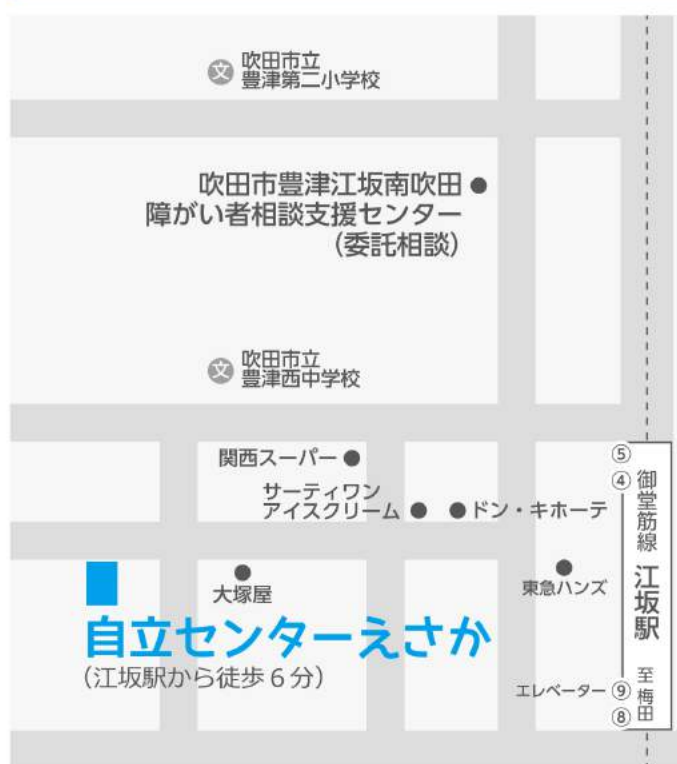 文
吹田市立
豊津第二小学校
吹田市豊津江坂南吹田
障がい者相談支援センター
（委託相談）
文
吹田市立
豊津西中学校
関西スーパー
サーティワン
アイスクリーム
ドン・キホーテ
⑤
④
御堂筋線 江坂駅 至梅田
大塚屋
東急ハンズ
自立センターえさか
（江坂駅から徒歩６分）
エレベーター⑨
⑧